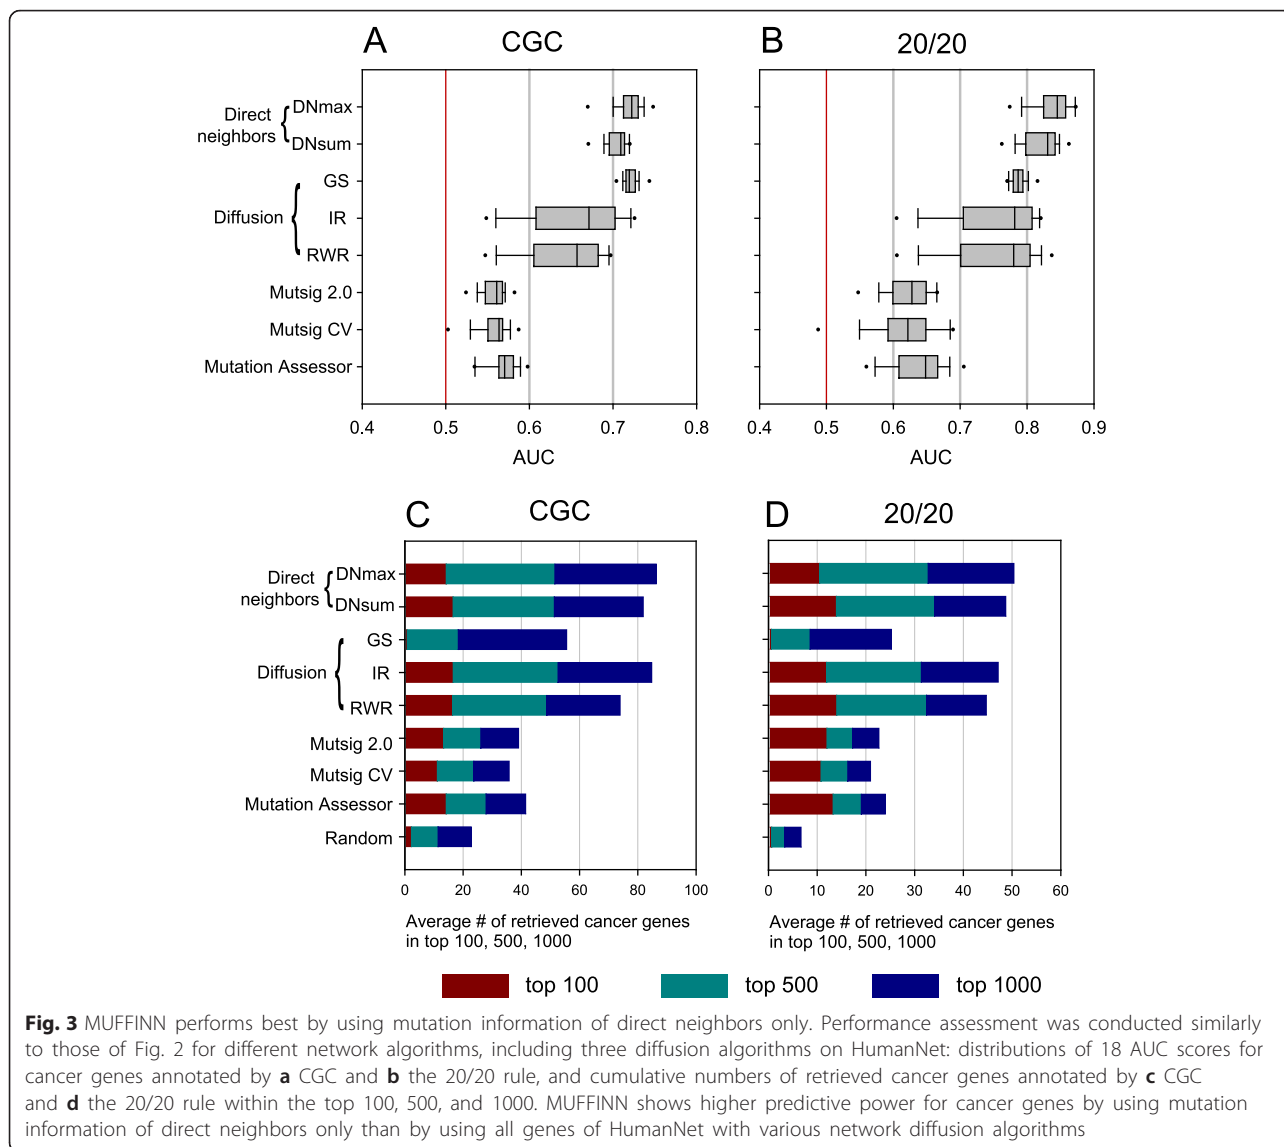 A CGC
B 20/20
Direct neighbors { DNmax
DNsum
Diffusion { GS
IR
RWR
Mutsig 2.0
Mutsig CV
Mutation Assessor
0.4 0.5 0.6 0.7 0.8
AUC
0.4 0.5 0.6 0.7 0.8 0.9
AUC
C CGC
D 20/20
Direct neighbors { DNmax
DNsum
Diffusion { GS
IR
RWR
Mutsig 2.0
Mutsig CV
Mutation Assessor
Random
0 20 40 60 80 100
Average # of retrieved cancer genes
in top 100, 500, 1000
0 10 20 30 40 50 60
Average # of retrieved cancer genes
in top 100, 500, 1000
top 100 top 500 top 1000
Fig. 3 MUFFINN performs best by using mutation information of direct neighbors only. Performance assessment was conducted similarly
to those of Fig. 2 for different network algorithms, including three diffusion algorithms on HumanNet: distributions of 18 AUC scores for
cancer genes annotated by a CGC and b the 20/20 rule, and cumulative numbers of retrieved cancer genes annotated by c CGC
and d the 20/20 rule within the top 100, 500, and 1000. MUFFINN shows higher predictive power for cancer genes by using mutation
information of direct neighbors only than by using all genes of HumanNet with various network diffusion algorithms